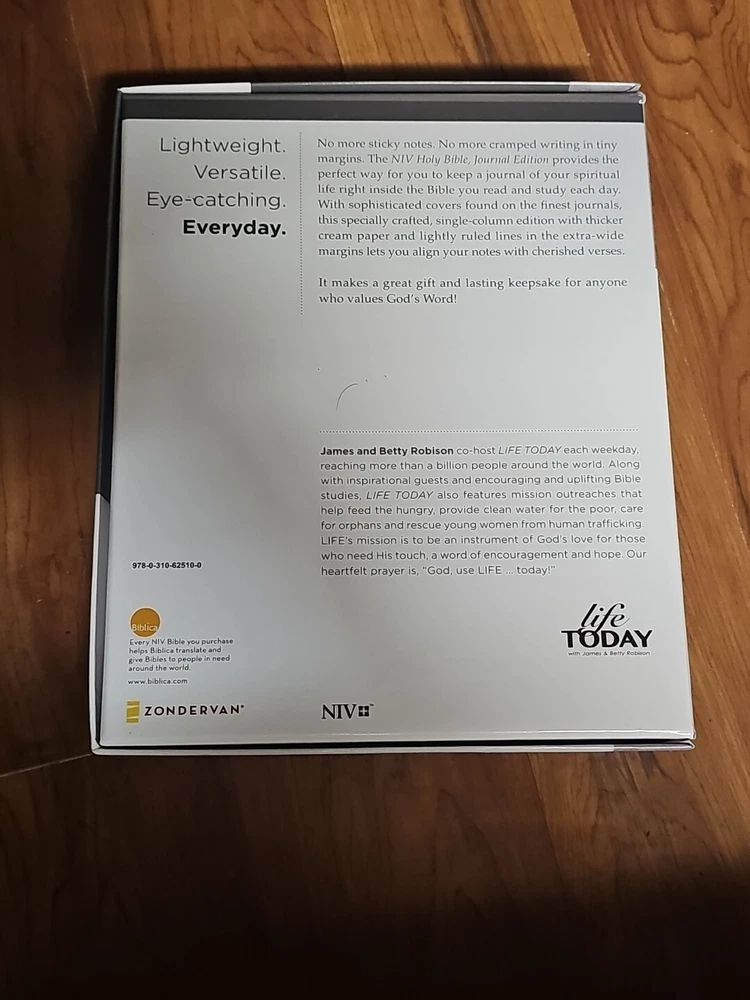 Lightweight.
Versatile.
Eye-catching.
Everyday.
No more sticky notes. No more cramped writing in tiny
margins. The NIV Holy Bible, Journal Edition provides the
perfect way for you to keep a journal of your spiritual
life right inside the Bible you read and study each day.
With sophisticated covers found on the finest journals,
this specially crafted, single-column edition with thicker
cream paper and lightly ruled lines in the extra-wide
margins lets you align your notes with cherished verses.
It makes a great gift and lasting keepsake for anyone
who values God's Word!
James and Betty Robison co-host LIFE TODAY each weekday,
reaching more than a billion people around the world. Along
with inspirational guests and encouraging and uplifting Bible
studies, LIFE TODAY also features mission outreaches that
help feed the hungry, provide clean water for the poor, care
for orphans and rescue young women from human trafficking.
LIFE's mission is to be an instrument of God's love for those
who need His touch, a word of encouragement and hope. Our
heartfelt prayer is, “God, use LIFE ... today!”
978-0-310-62510-0
Biblica
Every NIV Bible you purchase
helps Biblica translate and
give Bibles to people in need
around the world.
www.biblica.com
life
TODAY
with James & Betty Robison
ZONDERVAN®
NIV™